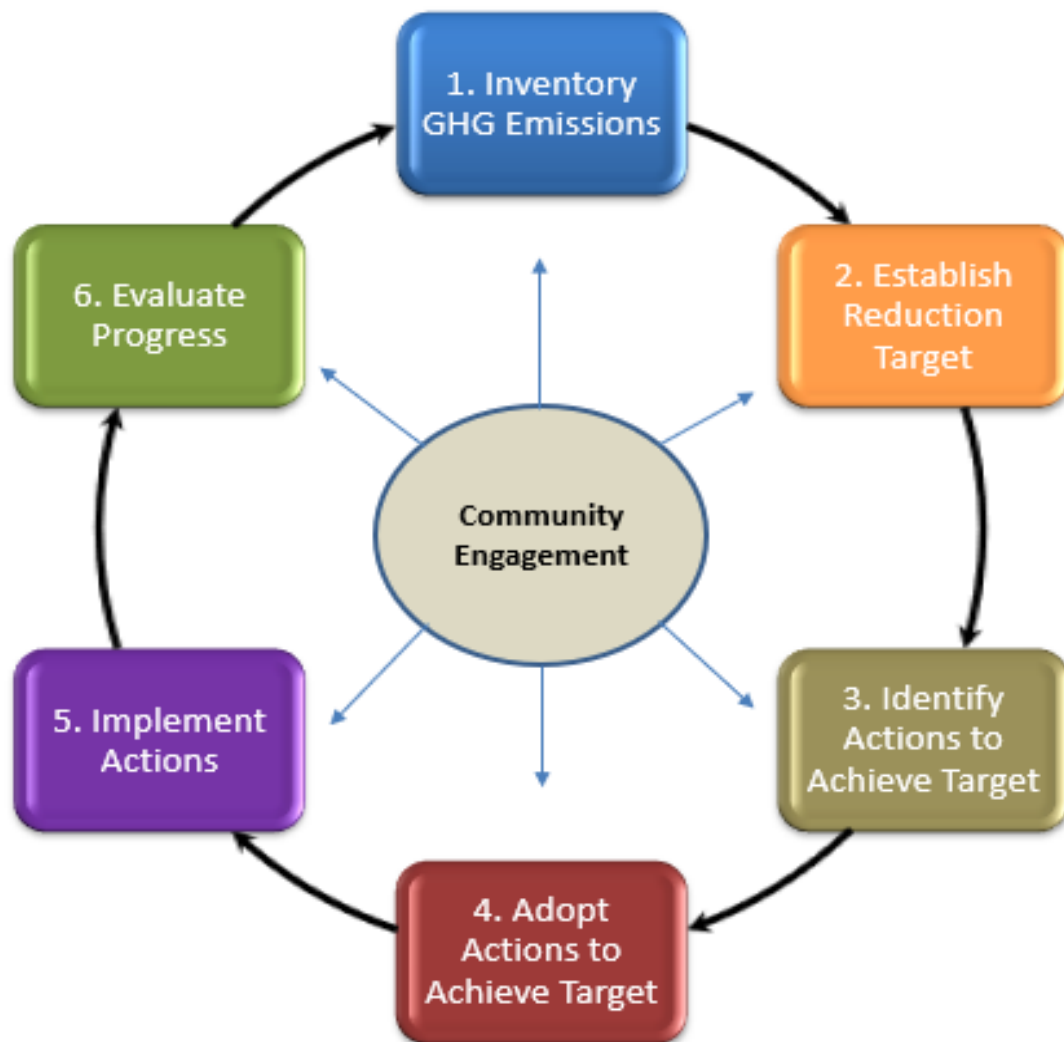 1. Inventory
GHG Emissions
2. Establish
Reduction
Target
3. Identify
Actions to
Achieve Target
4. Adopt
Actions to
Achieve Target
5. Implement
Actions
6. Evaluate
Progress
Community
Engagement